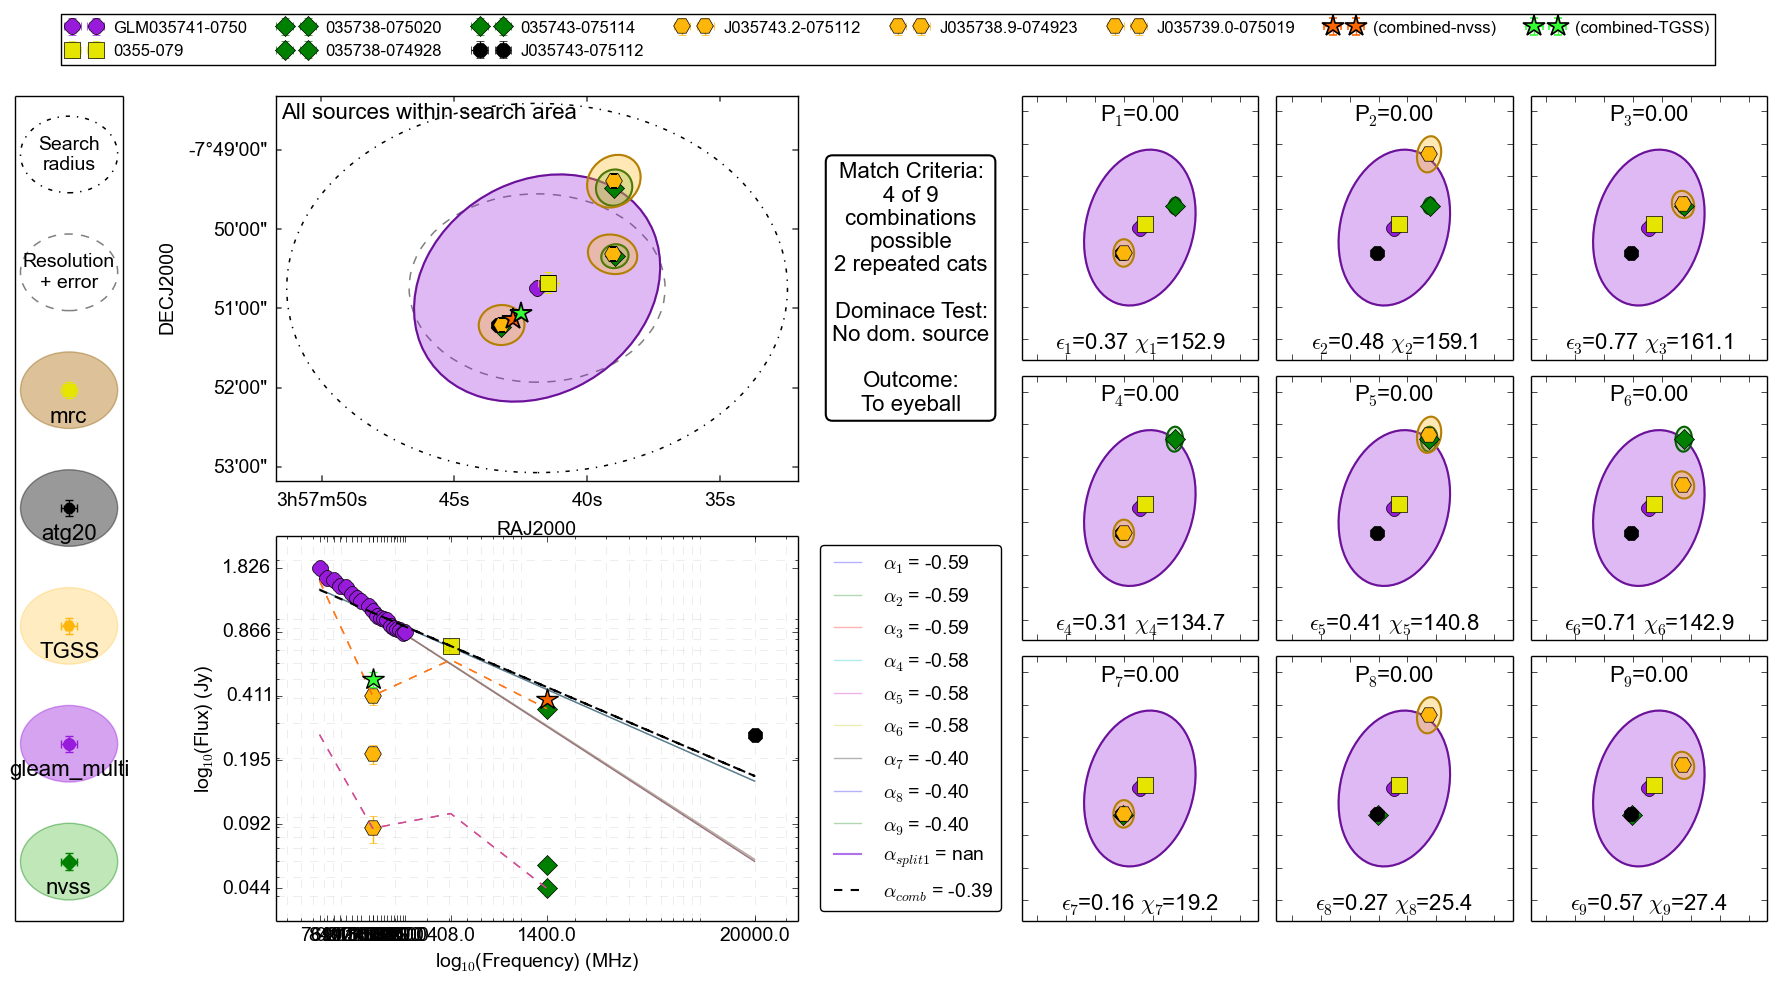 GLM035741-0750
035738-075020
035743-075114
J035743.2-075112
J035738.9-074923
J035739.0-075019
(combined-nvss)
(combined-TGSS)
0355-079
035738-074928
J035743-075112
Search
radius
Resolution
+ error
mrc
atg20
TGSS
gleam_multi
nvss
All sources within search area
DECJ2000
-7°49'00"
50'00"
51'00"
52'00"
53'00"
3h57m50s
45s
40s
35s
RAJ2000
Match Criteria:
4 of 9
combinations
possible
2 repeated cats
Dominace Test:
No dom. source
Outcome:
To eyeball
log10(Flux) (Jy)
1.826
0.866
0.411
0.195
0.092
0.044
408.0
1400.0
20000.0
log10(Frequency) (MHz)
α1 = -0.59
α2 = -0.59
α3 = -0.59
α4 = -0.58
α5 = -0.58
α6 = -0.58
α7 = -0.40
α8 = -0.40
α9 = -0.40
αsplit1 = nan
αcomb = -0.39
P1=0.00
ϵ1=0.37 χ1=152.9
P2=0.00
ϵ2=0.48 χ2=159.1
P3=0.00
ϵ3=0.77 χ3=161.1
P4=0.00
ϵ4=0.31 χ4=134.7
P5=0.00
ϵ5=0.41 χ5=140.8
P6=0.00
ϵ6=0.71 χ6=142.9
P7=0.00
ϵ7=0.16 χ7=19.2
P8=0.00
ϵ8=0.27 χ8=25.4
P9=0.00
ϵ9=0.57 χ9=27.4